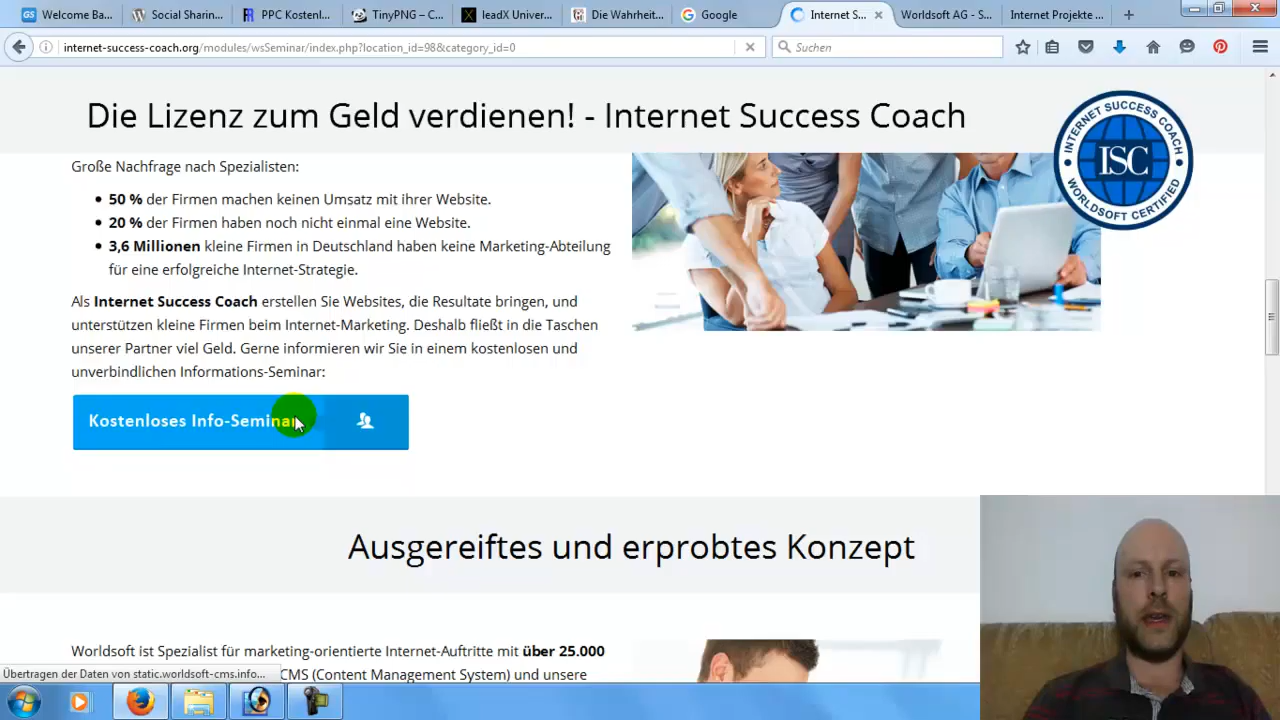 Welcome Ba...
Social Sharin...
PPC Kostenl...
TinyPNG – C...
leadX Univer...
Die Wahrheit...
Google
Internet S...
Worldsoft AG - S...
Internet Projekte ...
internet-success-coach.org/modules/wsSeminar/index.php?location_id=98&category_id=0
Suchen
Die Lizenz zum Geld verdienen! - Internet Success Coach
INTERNET SUCCESS COACH
ISC
WORLDSOFT CERTIFIED
Große Nachfrage nach Spezialisten:
50 % der Firmen machen keinen Umsatz mit ihrer Website.
20 % der Firmen haben noch nicht einmal eine Website.
3,6 Millionen kleine Firmen in Deutschland haben keine Marketing-Abteilung
für eine erfolgreiche Internet-Strategie.
Als Internet Success Coach erstellen Sie Websites, die Resultate bringen, und
unterstützen kleine Firmen beim Internet-Marketing. Deshalb fließt in die Taschen
unserer Partner viel Geld. Gerne informieren wir Sie in einem kostenlosen und
unverbindlichen Informations-Seminar:
Kostenloses Info-Seminar
Ausgereiftes und erprobtes Konzept
Worldsoft ist Spezialist für marketing-orientierte Internet-Auftritte mit über 25.000
CMS (Content Management System) und unsere
Übertragen der Daten von static.worldsoft-cms.info...